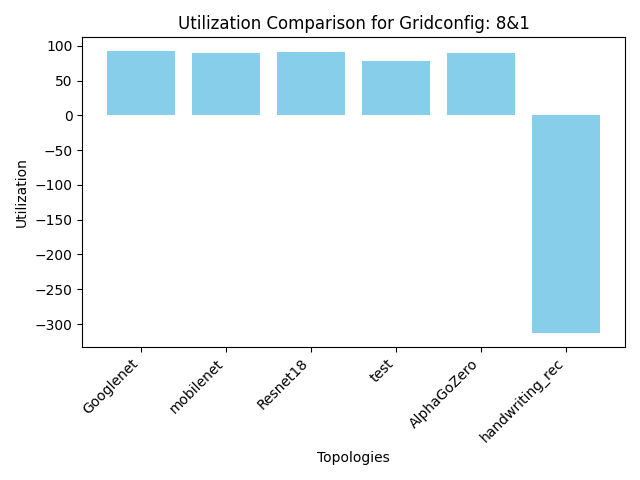 Utilization Comparison for Gridconfig: 8&1
100
50
0
−50
−100
−150
−200
−250
−300
Utilization
Googlenet
mobilenet
Resnet18
test
AlphaGoZero
handwriting_rec
Topologies